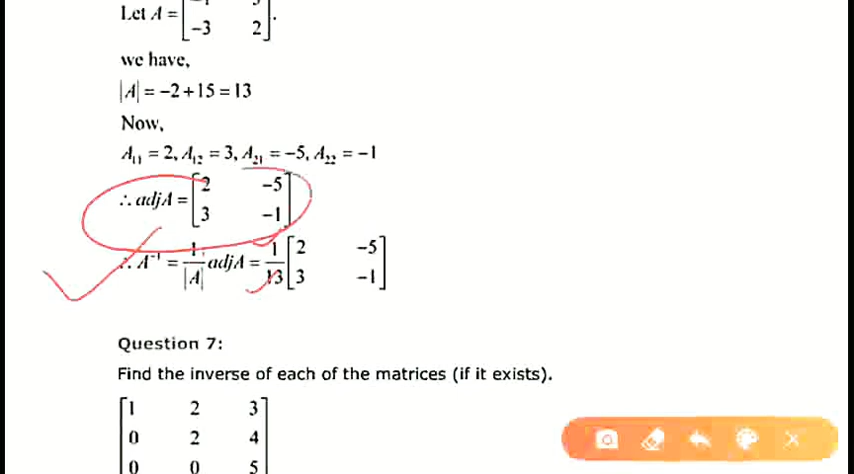 Let A = [
−3 2].
we have,
|A| = −2 + 15 = 13
Now,
A₁₁ = 2, A₁₂ = 3, A₂₁ = −5, A₂₂ = −1
∴ adjA = [2 −5
3 −1]
∴ A⁻¹ = 1/|A| adjA = 1/13 [2 −5
3 −1]
Question 7:
Find the inverse of each of the matrices (if it exists).
[1 2 3
0 2 4
0 0 5]